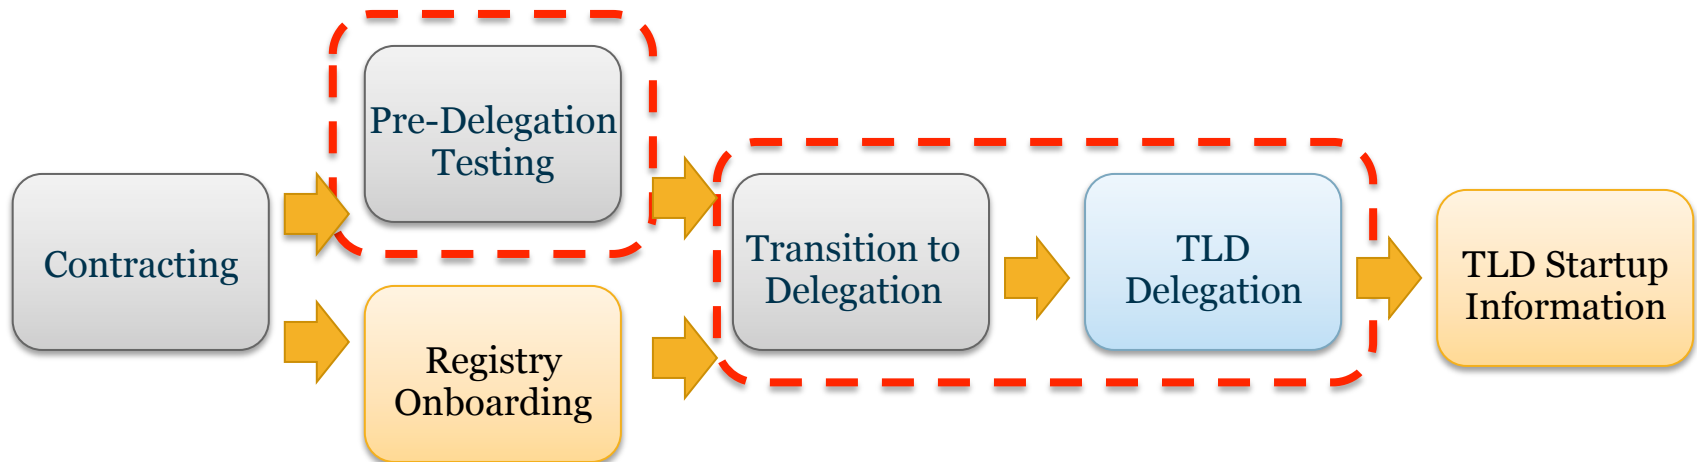 Contracting
Pre-Delegation
Testing
Registry
Onboarding
Transition to
Delegation
TLD
Delegation
TLD Startup
Information